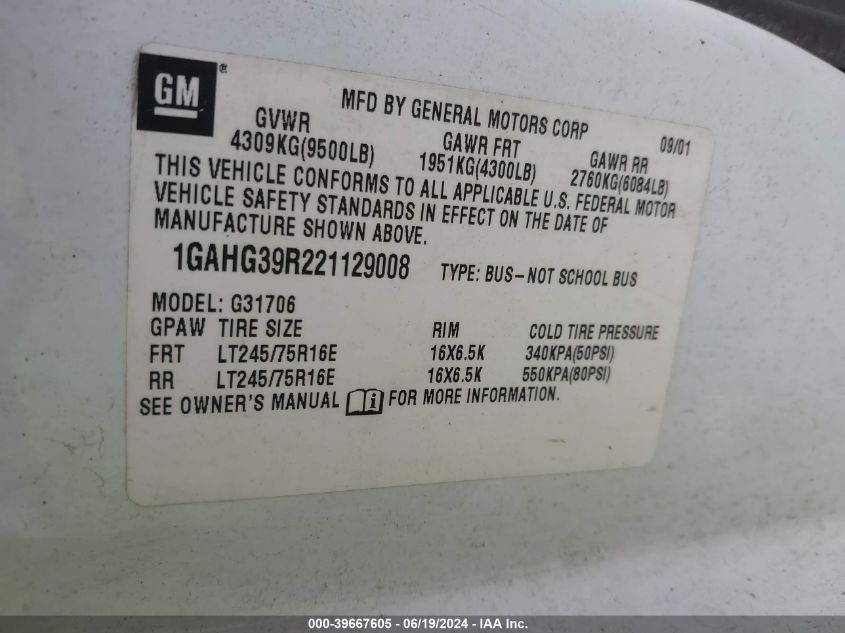 GM®
MFD BY GENERAL MOTORS CORP 09/01
GVWR GAWR FRT GAWR RR
4309KG(9500LB) 1951KG(4300LB) 2760KG(6084LB)
THIS VEHICLE CONFORMS TO ALL APPLICABLE U.S. FEDERAL MOTOR
VEHICLE SAFETY STANDARDS IN EFFECT ON THE DATE OF
MANUFACTURE SHOWN ABOVE.
1GAHG39R221129008 TYPE: BUS-NOT SCHOOL BUS
MODEL: G31706
GPAW TIRE SIZE RIM COLD TIRE PRESSURE
FRT LT245/75R16E 16X6.5K 340KPA(50PSI)
RR LT245/75R16E 16X6.5K 550KPA(80PSI)
SEE OWNER'S MANUAL i FOR MORE INFORMATION.
000-39667605 - 06/19/2024 - IAA Inc.